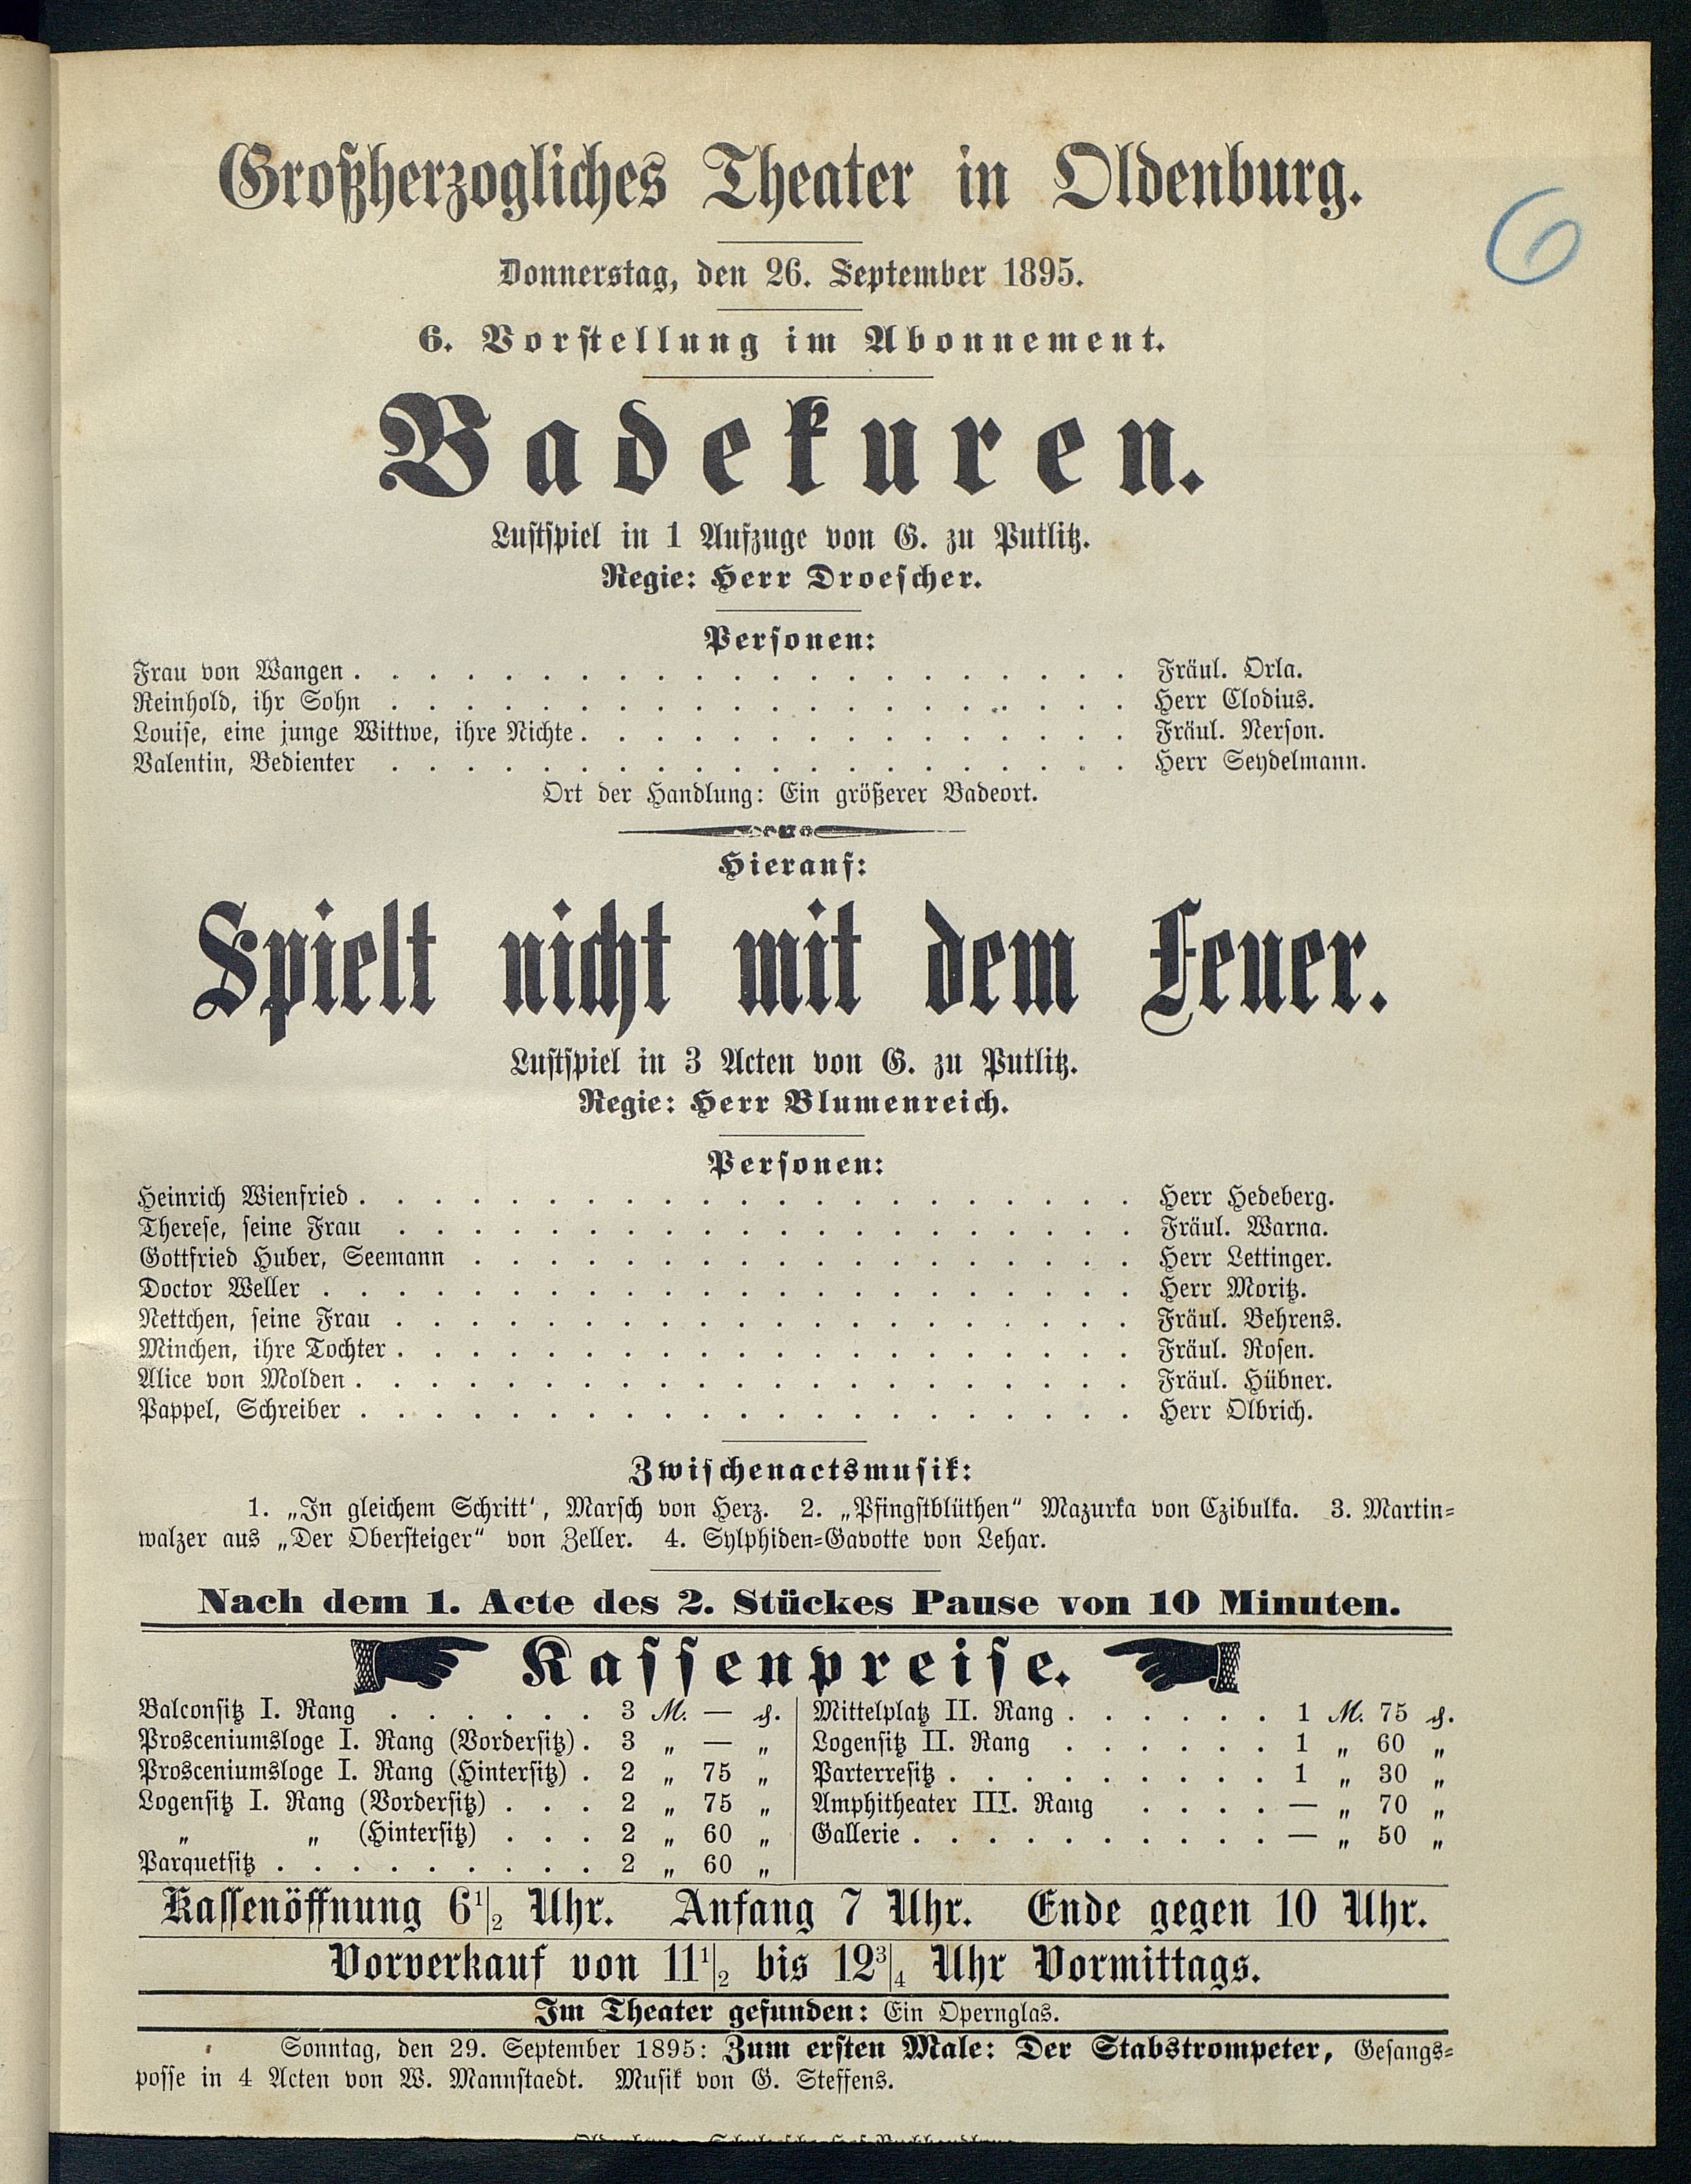 Großherzogliches Theater in Oldenburg.
6
Donnerstag, den 26. September 1895.
6. Vorstellung im Abonnement.
Badekuren.
Lustspiel in 1 Aufzuge von G. zu Putlitz.
Regie: Herr Droescher.
Personen:
Frau von Wangen . . . . . . . . . . Fräul. Orla.
Reinhold, ihr Sohn . . . . . . . . . . Herr Clodius.
Louise, eine junge Wittwe, ihre Nichte . . . . . . . . . . Fräul. Nerson.
Valentin, Bedienter . . . . . . . . . . Herr Seydelmann.
Ort der Handlung: Ein größerer Badeort.
Hierauf:
Spielt nicht mit dem Feuer.
Lustspiel in 3 Acten von G. zu Putlitz.
Regie: Herr Blumenreich.
Personen:
Heinrich Wienfried . . . . . . . . . . Herr Hedeberg.
Therese, seine Frau . . . . . . . . . . Fräul. Warna.
Gottfried Huber, Seemann . . . . . . . . . . Herr Lettinger.
Doctor Weller . . . . . . . . . . Herr Moritz.
Nettchen, seine Frau . . . . . . . . . . Fräul. Behrens.
Minchen, ihre Tochter . . . . . . . . . . Fräul. Rosen.
Alice von Molden . . . . . . . . . . Fräul. Hübner.
Pappel, Schreiber . . . . . . . . . . Herr Olbrich.
Zwischenactsmusik:
1. „In gleichem Schritt', Marsch von Herz. 2. „Pfingstblüthen“ Mazurka von Czibulka. 3. Martin-
walzer aus „Der Obersteiger“ von Zeller. 4. Sylphiden-Gavotte von Lehar.
Nach dem 1. Acte des 2. Stückes Pause von 10 Minuten.
Kassenpreise.
Balconsitz I. Rang . . . . . . 3 M. — ₰.
Prosceniumsloge I. Rang (Vordersitz) . 3 „ — „
Prosceniumsloge I. Rang (Hintersitz) . 2 „ 75 „
Logensitz I. Rang (Vordersitz) . . . 2 „ 75 „
„ „ (Hintersitz) . . . 2 „ 60 „
Parquetsitz . . . . . . . . . 2 „ 60 „
Mittelplatz II. Rang . . . . . . 1 M. 75 ₰.
Logensitz II. Rang . . . . . . 1 „ 60 „
Parterresitz . . . . . . . . . 1 „ 30 „
Amphitheater III. Rang . . . . — „ 70 „
Gallerie . . . . . . . . . . — „ 50 „
Kassenöffnung 6½ Uhr. Anfang 7 Uhr. Ende gegen 10 Uhr.
Vorverkauf von 11½ bis 12¾ Uhr Vormittags.
Im Theater gefunden: Ein Opernglas.
Sonntag, den 29. September 1895: Zum ersten Male: Der Stabstrompeter, Gesangs-
posse in 4 Acten von W. Mannstaedt. Musik von G. Steffens.